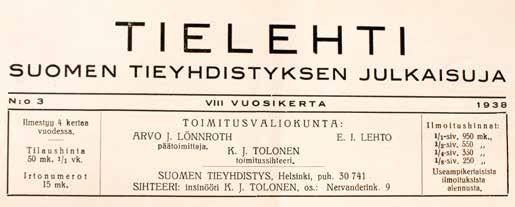 TIELEHTI
SUOMEN TIEYHDISTYKSEN JULKAISUJA
N:o 3 VIII VUOSIKERTA 1938
Ilmestyy 4 kertaa
vuodessa.
Tilaushinta
50 mk. 1/1 vk.
Irtonumerot
15 mk.
TOIMITUSVALIOKUNTA:
ARVO J. LÖNNROTH E. I. LEHTO
päätoimittaja.
K. J. TOLONEN
toimitussihteeri.
SUOMEN TIEYHDISTYS, Helsinki, puh. 30 741
SIHTEERI: insinööri K. J. TOLONEN, os.: Nervanderink. 9
Ilmoitushinnat:
1/1-siv. 950 mk.,
1/2-siv. 550 „
1/4-siv. 350 „
1/8-siv. 250 „
Useampikertaisista
ilmoituksista
alennusta.